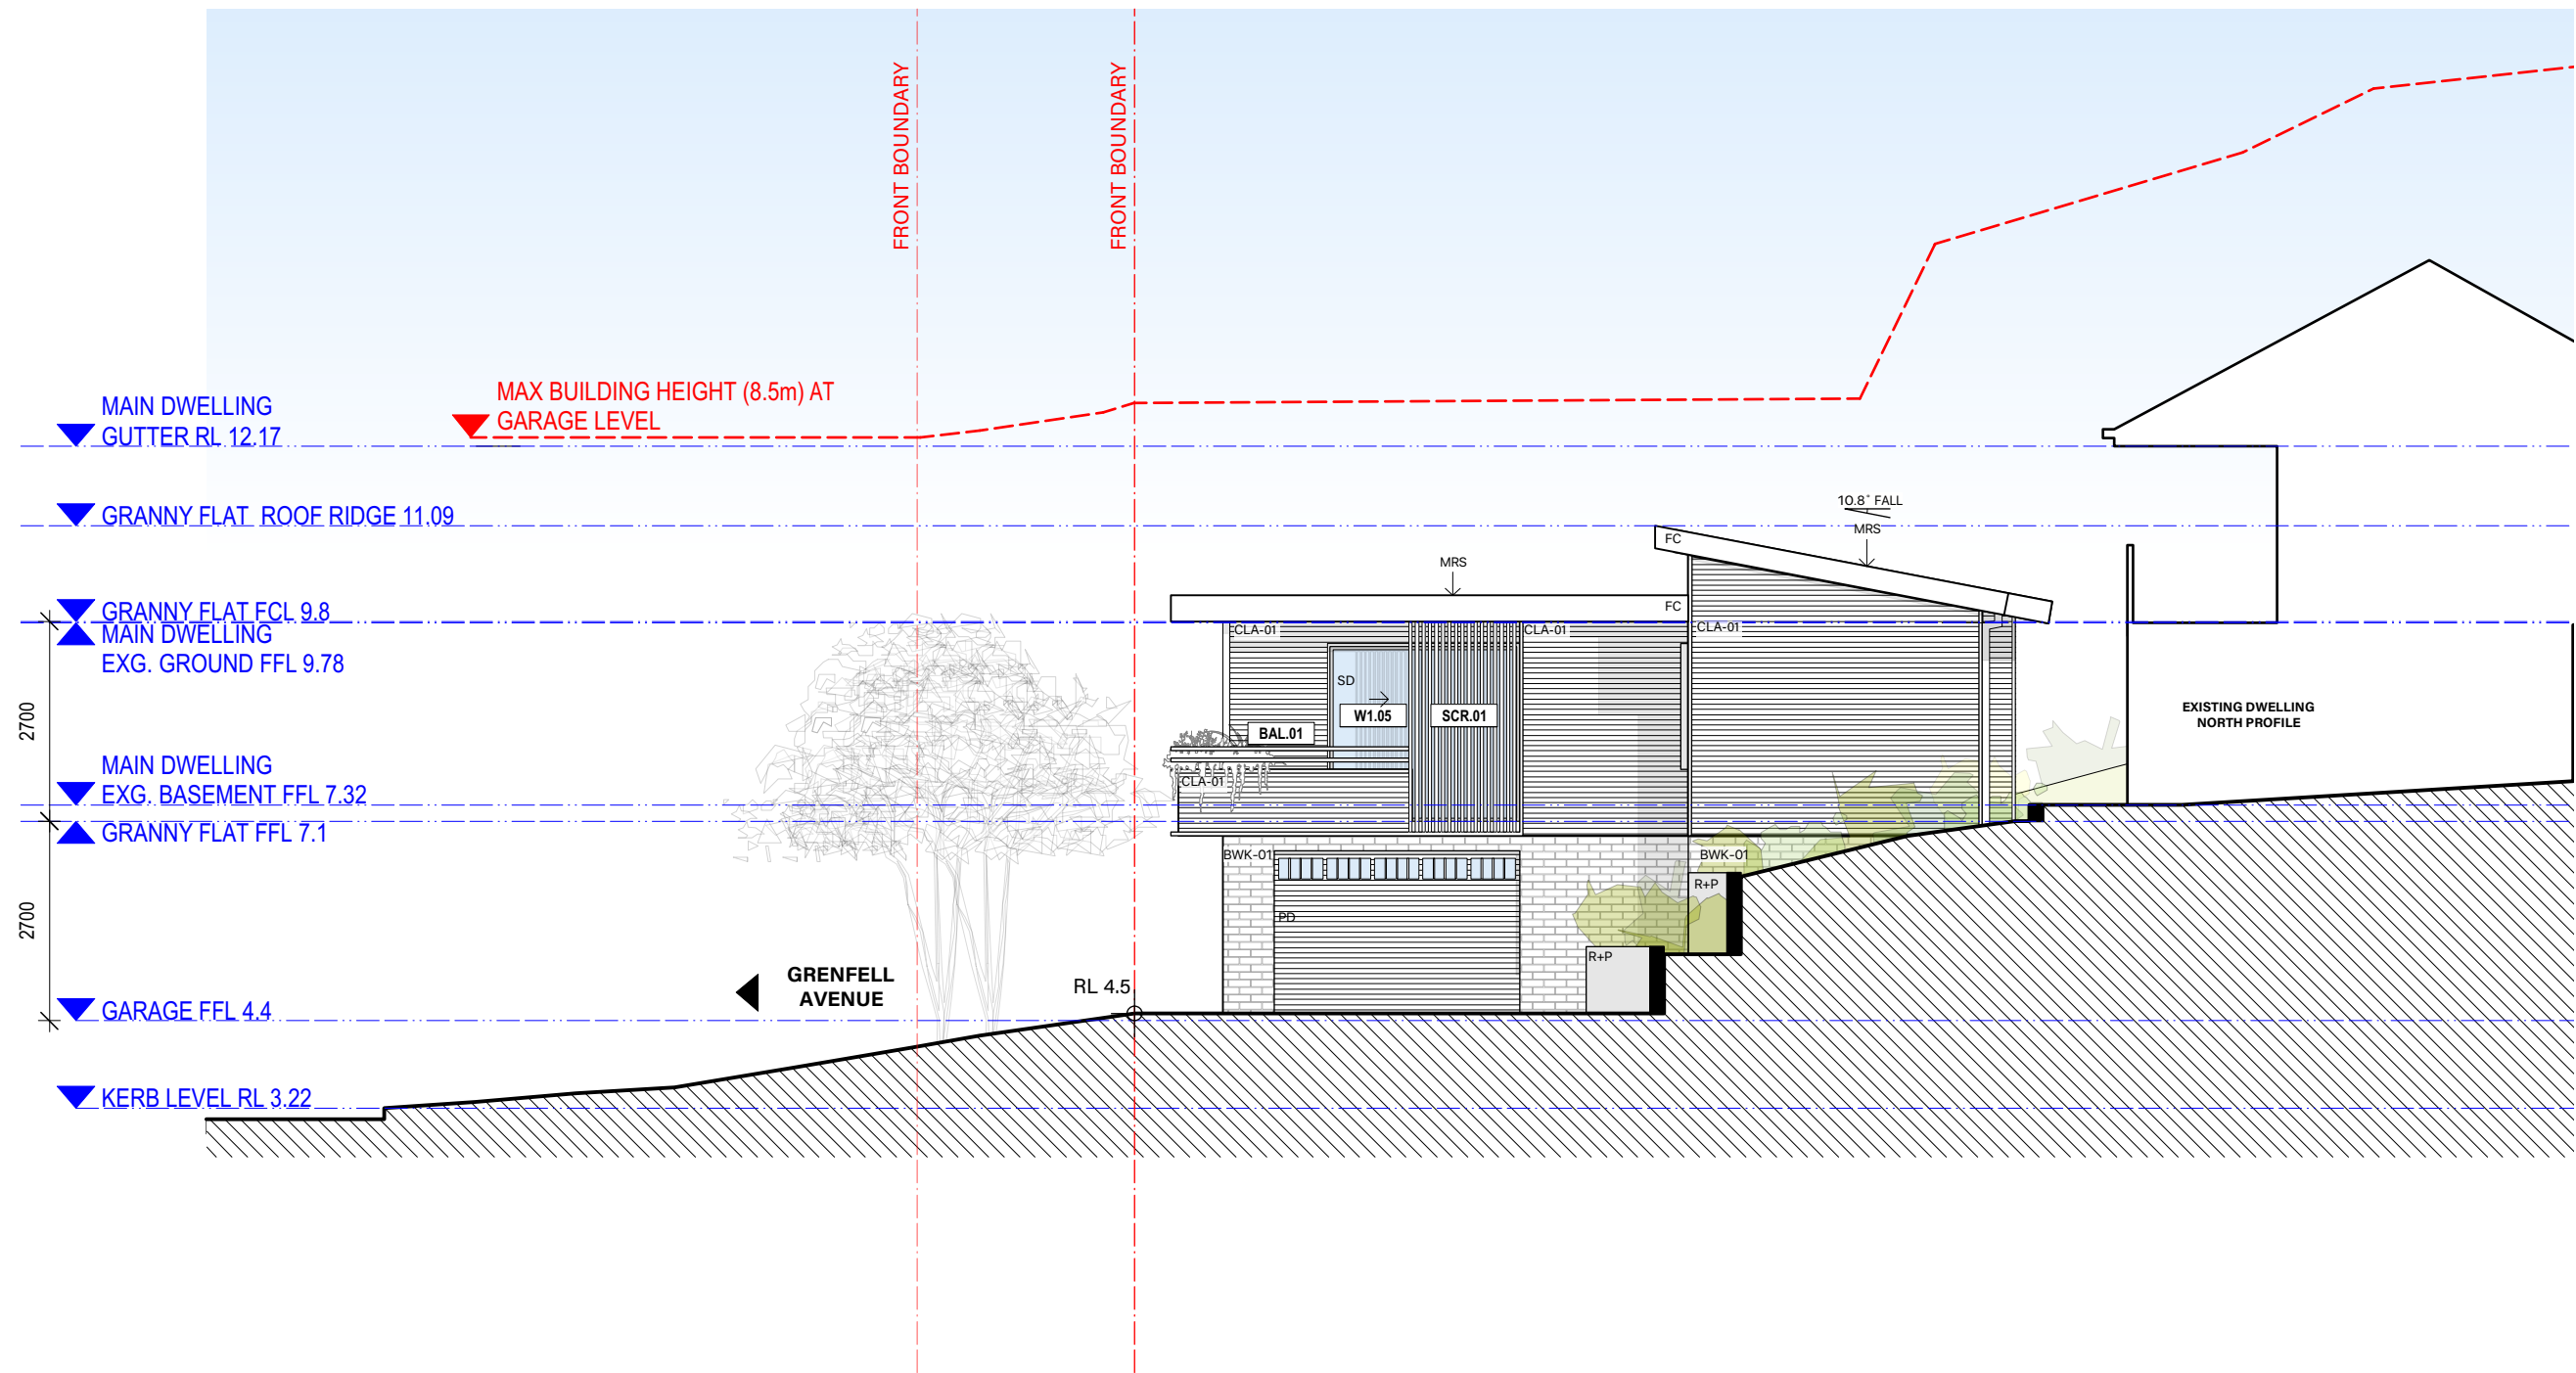 FRONT BOUNDARY
FRONT BOUNDARY
MAX BUILDING HEIGHT (8.5m) AT
GARAGE LEVEL
MAIN DWELLING
GUTTER RL 12.17
GRANNY FLAT ROOF RIDGE 11.09
10.8° FALL
MRS
FC
MRS
GRANNY FLAT FCL 9.8
FC
MAIN DWELLING
EXG. GROUND FFL 9.78
CLA-01
CLA-01
CLA-01
SD
W1.05
SCR.01
BAL.01
EXISTING DWELLING
NORTH PROFILE
2700
MAIN DWELLING
EXG. BASEMENT FFL 7.32
CLA-01
GRANNY FLAT FFL 7.1
BWK-01
BWK-01
R+P
PD
2700
R+P
GRENFELL
AVENUE
RL 4.5
GARAGE FFL 4.4
KERB LEVEL RL 3.22